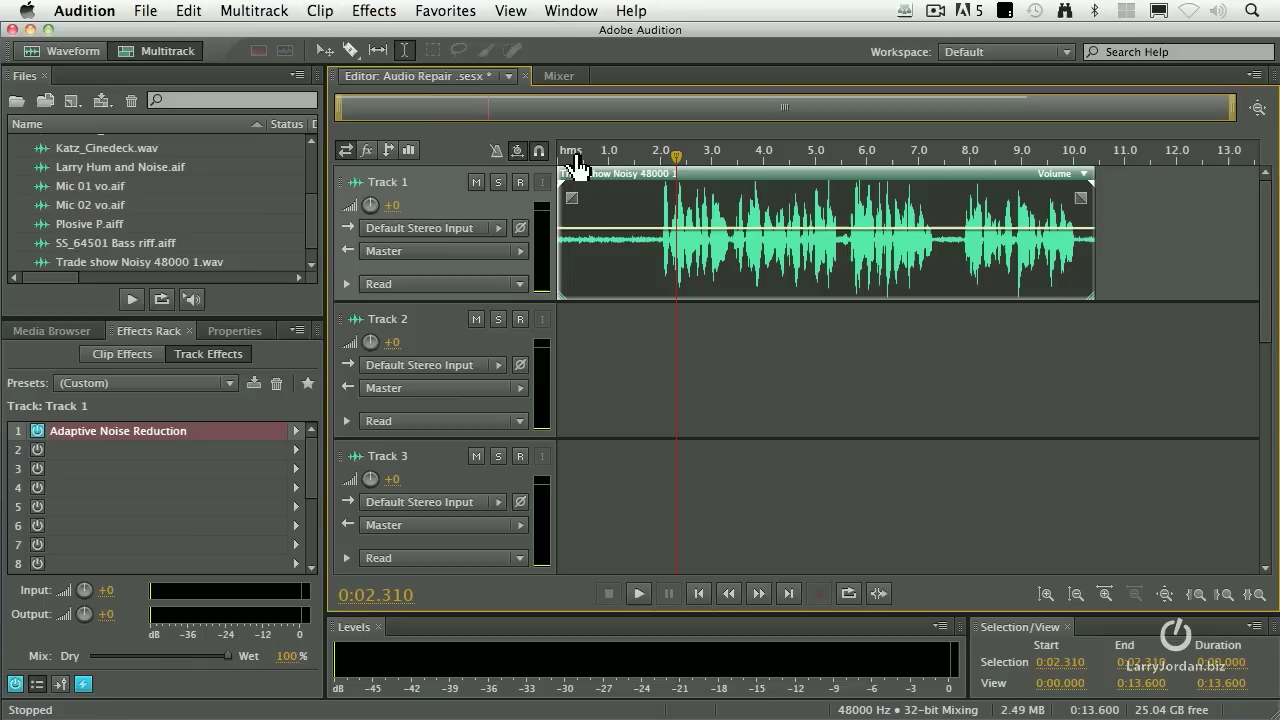 Audition File Edit Multitrack Clip Effects Favorites View Window Help 5
Adobe Audition
Waveform Multitrack Workspace: Default Search Help
Files Editor: Audio Repair .sesx * Mixer
Name Status
Katz_Cinedeck.wav
Larry Hum and Noise.aif
Mic 01 vo.aif
Mic 02 vo.aif
Plosive P.aiff
SS_64501 Bass riff.aiff
Trade show Noisy 48000 1.wav
fx hms 1.0 2.0 3.0 4.0 5.0 6.0 7.0 8.0 9.0 10.0 11.0 12.0 13.0
show Noisy 48000 1 Volume
Track 1 M S R I
+0
Default Stereo Input
Master
Read
Track 2 M S R I
+0
Default Stereo Input
Master
Read
Track 3 M S R I
+0
Default Stereo Input
Master
Read
Media Browser Effects Rack Properties
Clip Effects Track Effects
Presets: (Custom)
Track: Track 1
1 Adaptive Noise Reduction
2
3
4
5
6
7
8
Input: +0
Output: +0
dB -36 -24 -12 0
Mix: Dry Wet 100 %
0:02.310
Levels
dB -45 -42 -39 -36 -33 -30 -27 -24 -21 -18 -15 -12 -9 -6 -3 0
Selection/View
Start End Duration
Selection 0:02.310 0:02.310 0:00.000
LarryJordan.biz
View 0:00.000 0:13.600 0:13.600
Stopped 48000 Hz • 32-bit Mixing 2.49 MB 0:13.600 25.04 GB free